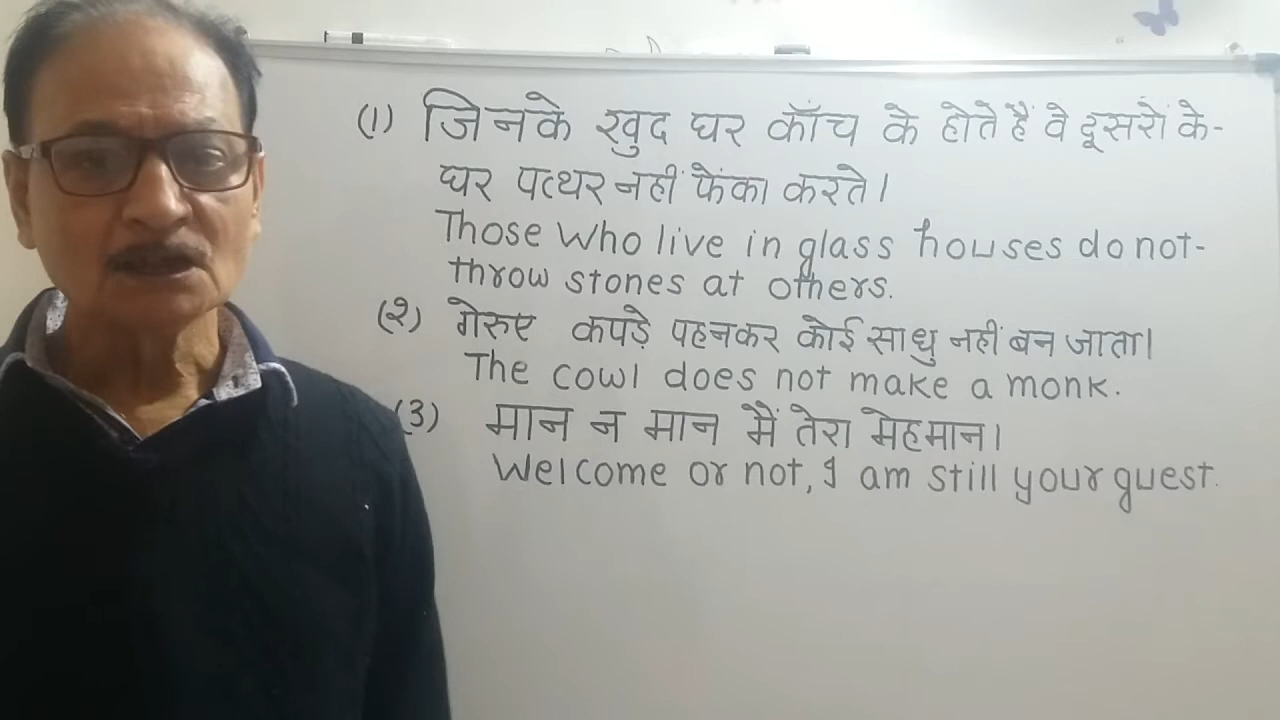 (1) जिनके खुद घर काँच के होते हैं वे दूसरों के-
घर पत्थर नहीं फेंका करते।
Those who live in glass houses do not-
throw stones at others.
(२) गेरुए कपड़े पहनकर कोई साधु नहीं बन जाता।
The cowl does not make a monk.
(3) मान न मान मैं तेरा मेहमान।
Welcome or not, I am still your guest.